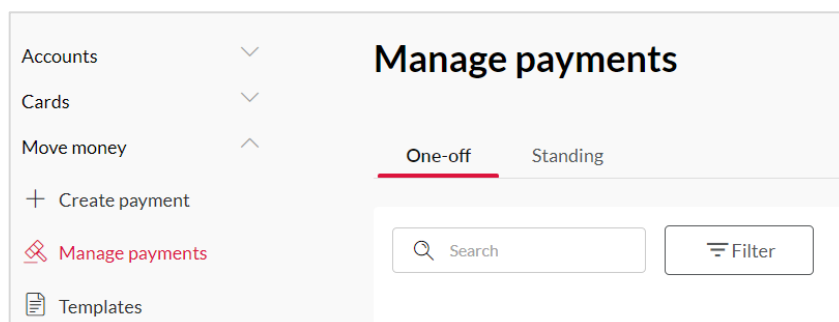 Accounts
Cards
Move money
Create payment
Manage payments
Templates
Manage payments
One-off Standing
Search Filter